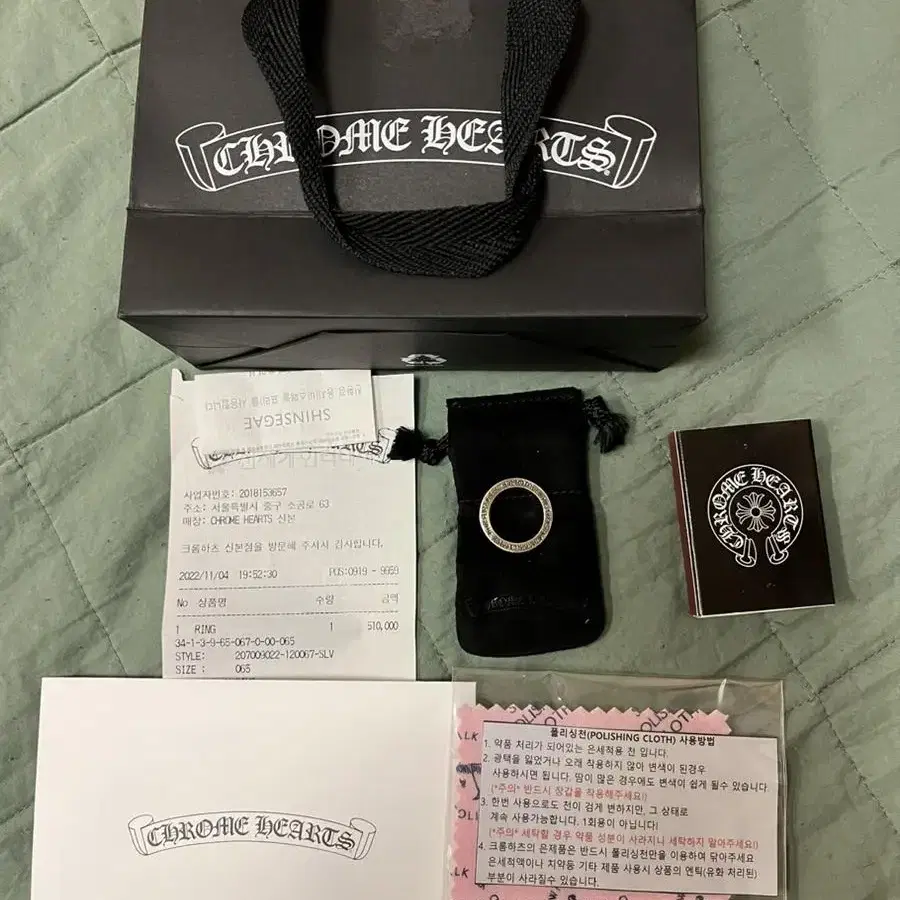 CHROME HEARTS
SHINSEGAE
사업자번호: 2018153657
주소: 서울특별시 중구 소공로 63
매장: CHROME HEARTS 신본
크롬하츠 신본점을 방문해 주셔서 감사합니다.
2022/11/04 19:52:30 POS:0919 - 9669
No 상품명 수량 금액
1 RING 1 510,000
34-1-3-9-65-067-0-00-065
STYLE: 207009022-120067-SLV
SIZE : 065
CHROME HEARTS
CHROME HEARTS
CHROME HEARTS
폴리싱천(POLISHING CLOTH) 사용방법
1. 약품 처리가 되어있는 은세척용 천 입니다.
2. 광택을 잃었거나 오래 착용하지 않아 변색이 된경우
사용하시면 됩니다. 땀이 많은 경우에도 변색이 쉽게 될수 있습니다.
(*주의* 반드시 장갑을 착용해주세요!)
3. 한번 사용으로도 천이 검게 변하지만, 그 상태로
계속 사용가능합니다. 1회용이 아닙니다!
(*주의* 세탁할 경우 약품 성분이 사라지니 세탁하지 말아주세요!)
4. 크롬하츠의 은제품은 반드시 폴리싱천만을 이용하여 닦아주세요
은세척액이나 치약등 기타 제품 사용시 상품의 엔틱(유화 처리된)
부분이 사라질수 있습니다.